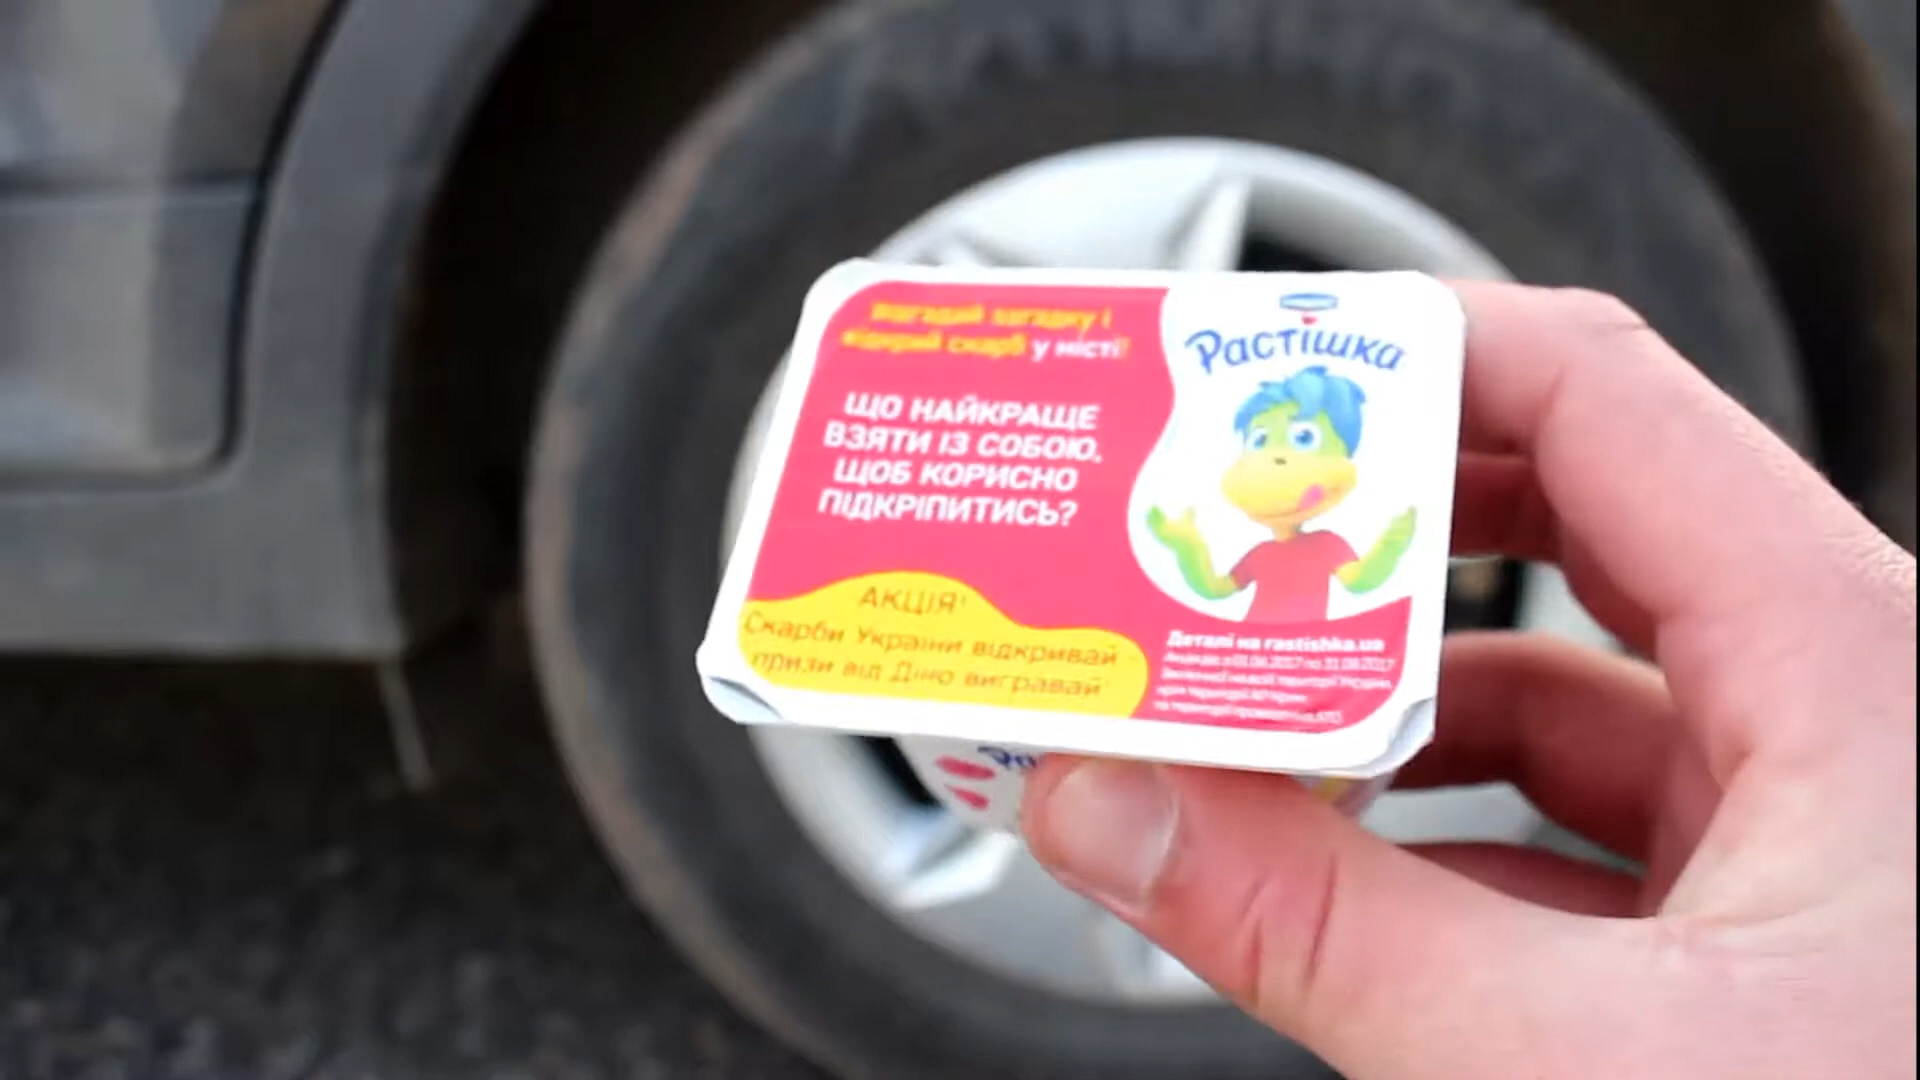 Відгадай загадку і
відкрий скарб у місті!
ЩО НАЙКРАЩЕ
ВЗЯТИ ІЗ СОБОЮ,
ЩОБ КОРИСНО
ПІДКРІПИТИСЬ?
Растішка
АКЦІЯ!
Скарби України відкривай
призи від Діно вигравай!
Деталі на rastishka.ua